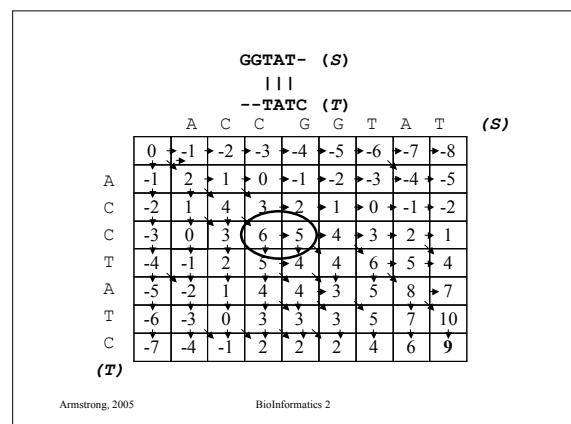 GGTAT- (S)
|||
--TATC (T)
A C C G G T A T (S)
0 -1 -2 -3 -4 -5 -6 -7 -8
A -1 2 1 0 -1 -2 -3 -4 -5
C -2 1 4 3 2 1 0 -1 -2
C -3 0 3 6 5 4 3 2 1
T -4 -1 2 5 4 4 6 5 4
A -5 -2 1 4 4 3 5 8 7
T -6 -3 0 3 3 3 5 7 10
C -7 -4 -1 2 2 2 4 6 9
(T)
Armstrong, 2005 BioInformatics 2